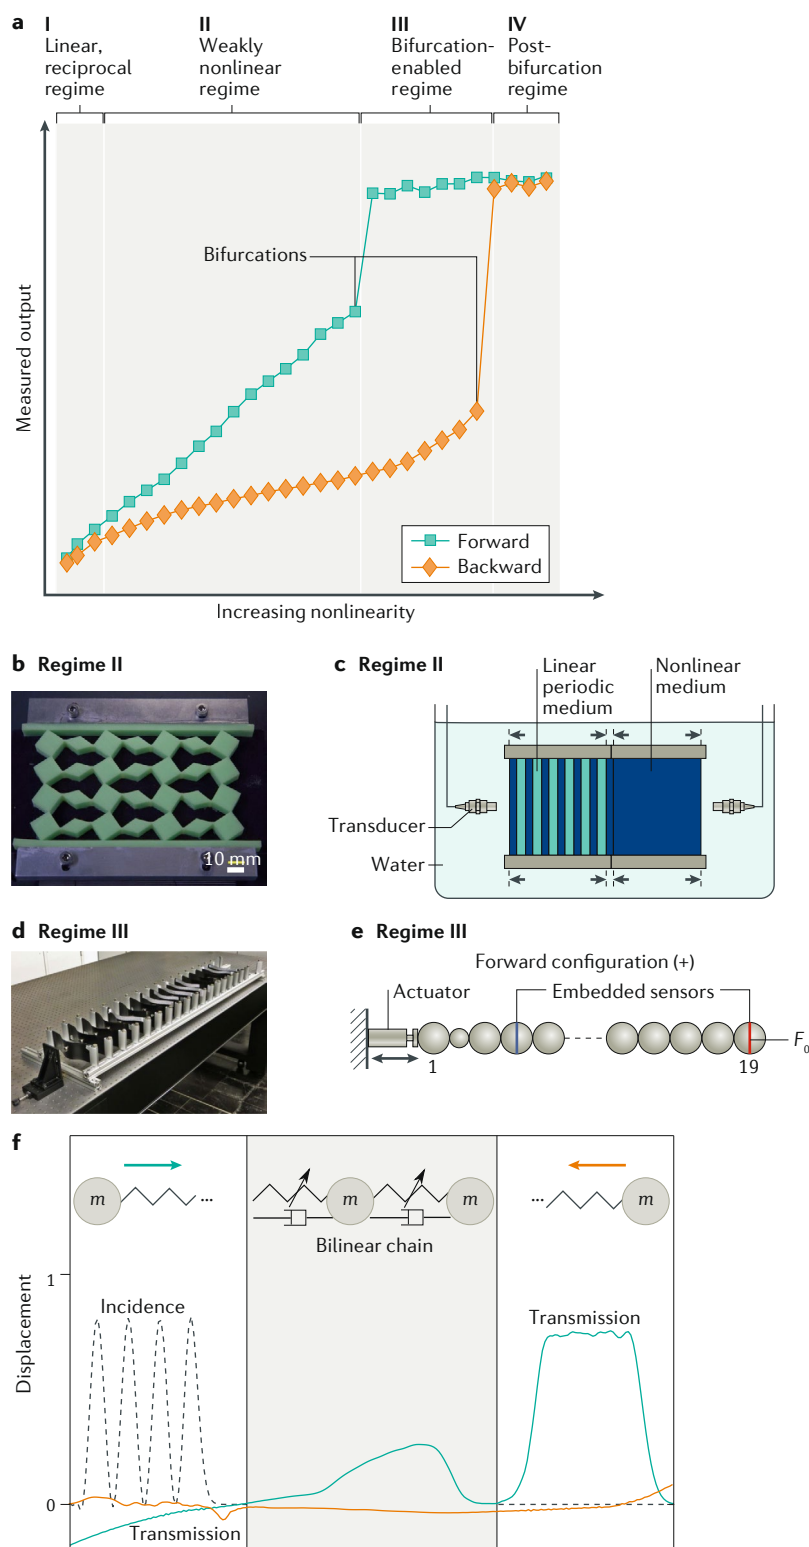 a
I
Linear,
reciprocal
regime
II
Weakly
nonlinear
regime
III
Bifurcation-
enabled
regime
IV
Post-
bifurcation
regime
Measured output
Bifurcations
Forward
Backward
Increasing nonlinearity
b Regime II
10 mm
c Regime II
Linear
periodic
medium
Nonlinear
medium
Transducer
Water
d Regime III
e Regime III
Forward configuration (+)
Actuator
Embedded sensors
F0
1
19
f
m
...
m
m
...
m
Bilinear chain
Displacement
1
Incidence
Transmission
0
Transmission